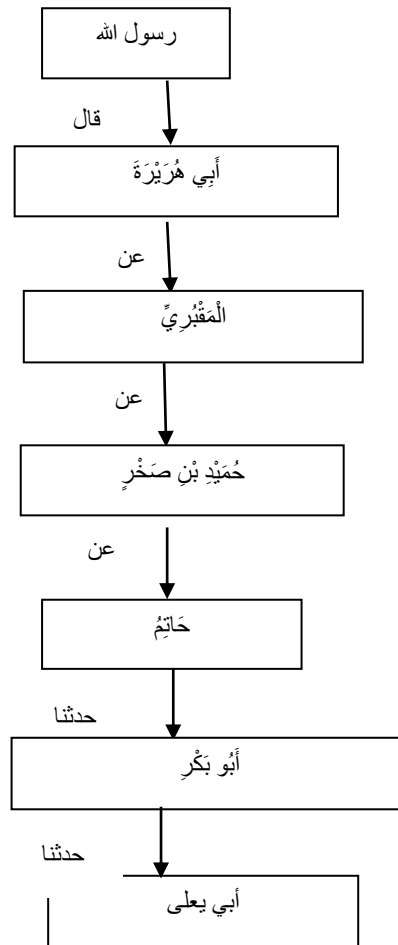 رسول الله
قال
أَبِي هُرَيْرَةَ
عن
الْمَقْبُرِيِّ
عن
حُمَيْدِ بْنِ صَخْرٍ
عن
حَاتِمُ
حدثنا
أَبُو بَكْرِ
حدثنا
أبي يعلى